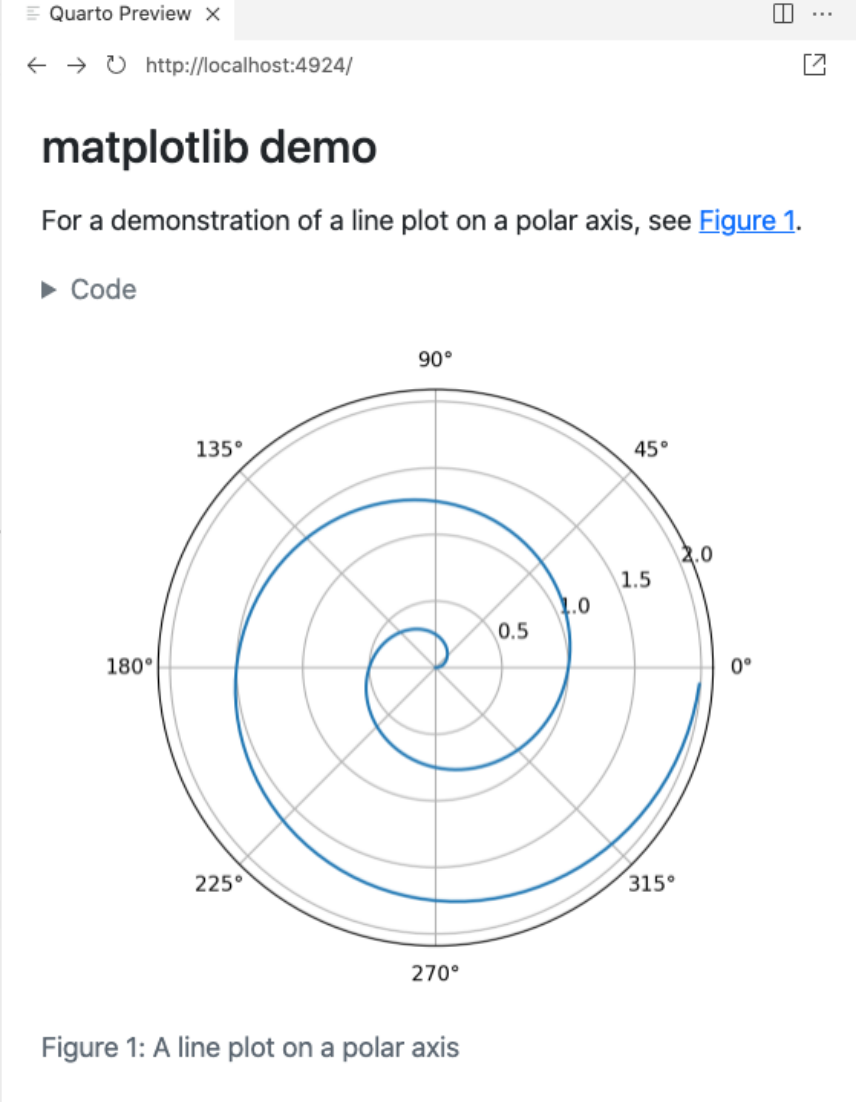 Quarto Preview
http://localhost:4924/
matplotlib demo
For a demonstration of a line plot on a polar axis, see Figure 1.
Code
90°
135°
45°
2.0
1.5
1.0
0.5
180°
0°
225°
315°
270°
Figure 1: A line plot on a polar axis